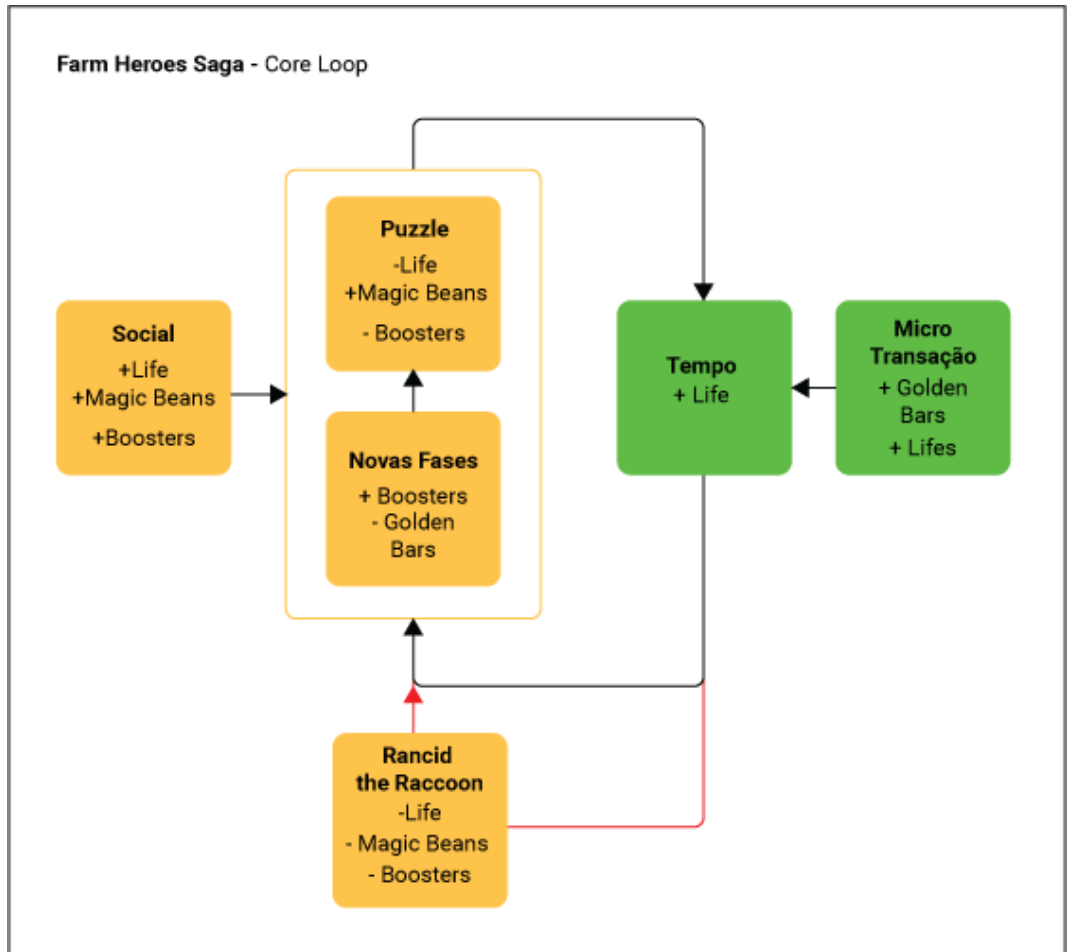 Farm Heroes Saga - Core Loop
Puzzle
-Life
+Magic Beans
- Boosters
Social
+Life
+Magic Beans
+Boosters
Novas Fases
+ Boosters
- Golden
Bars
Tempo
+ Life
Micro
Transação
+ Golden
Bars
+ Lifes
Rancid
the Raccoon
-Life
- Magic Beans
- Boosters